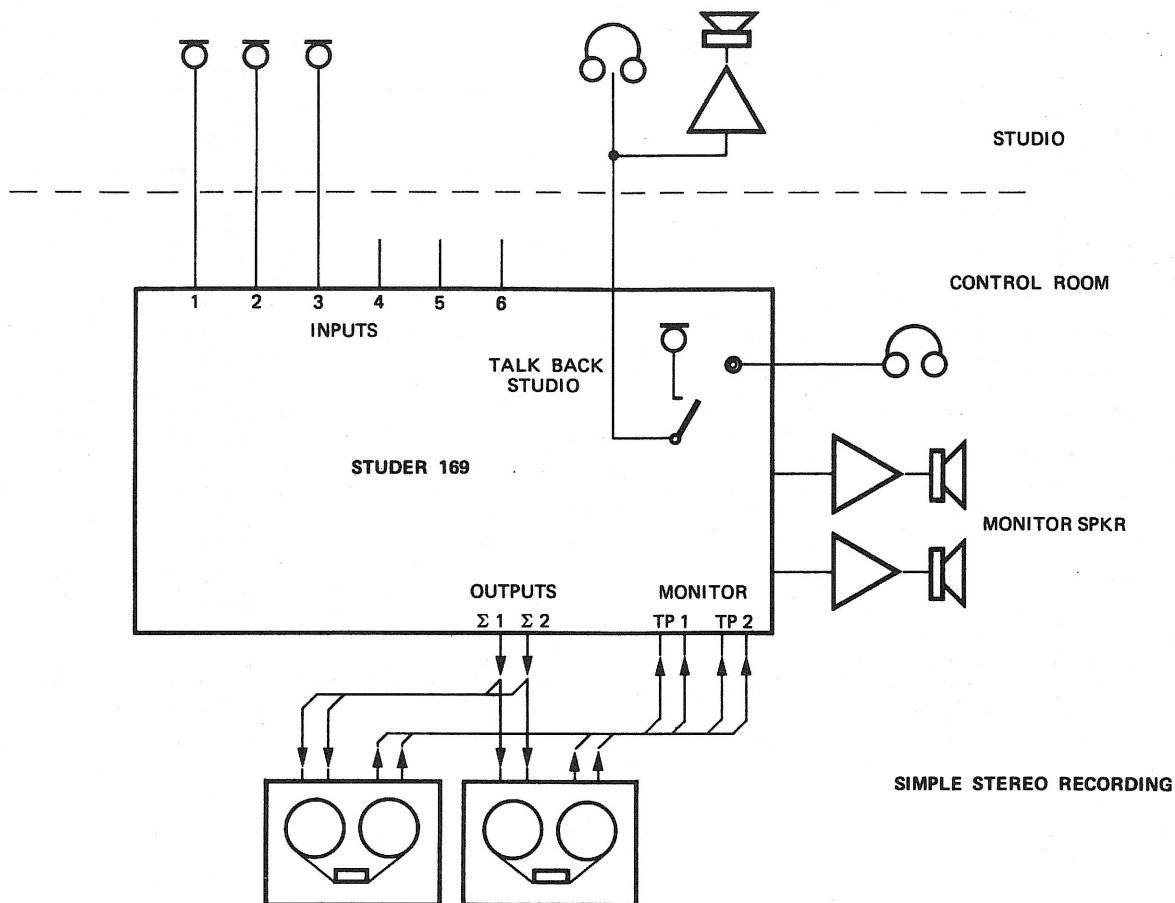 STUDIO
CONTROL ROOM
1 2 3 4 5 6
INPUTS
TALK BACK
STUDIO
STUDER 169
MONITOR SPKR
OUTPUTS MONITOR
Σ 1 Σ 2 TP 1 TP 2
SIMPLE STEREO RECORDING